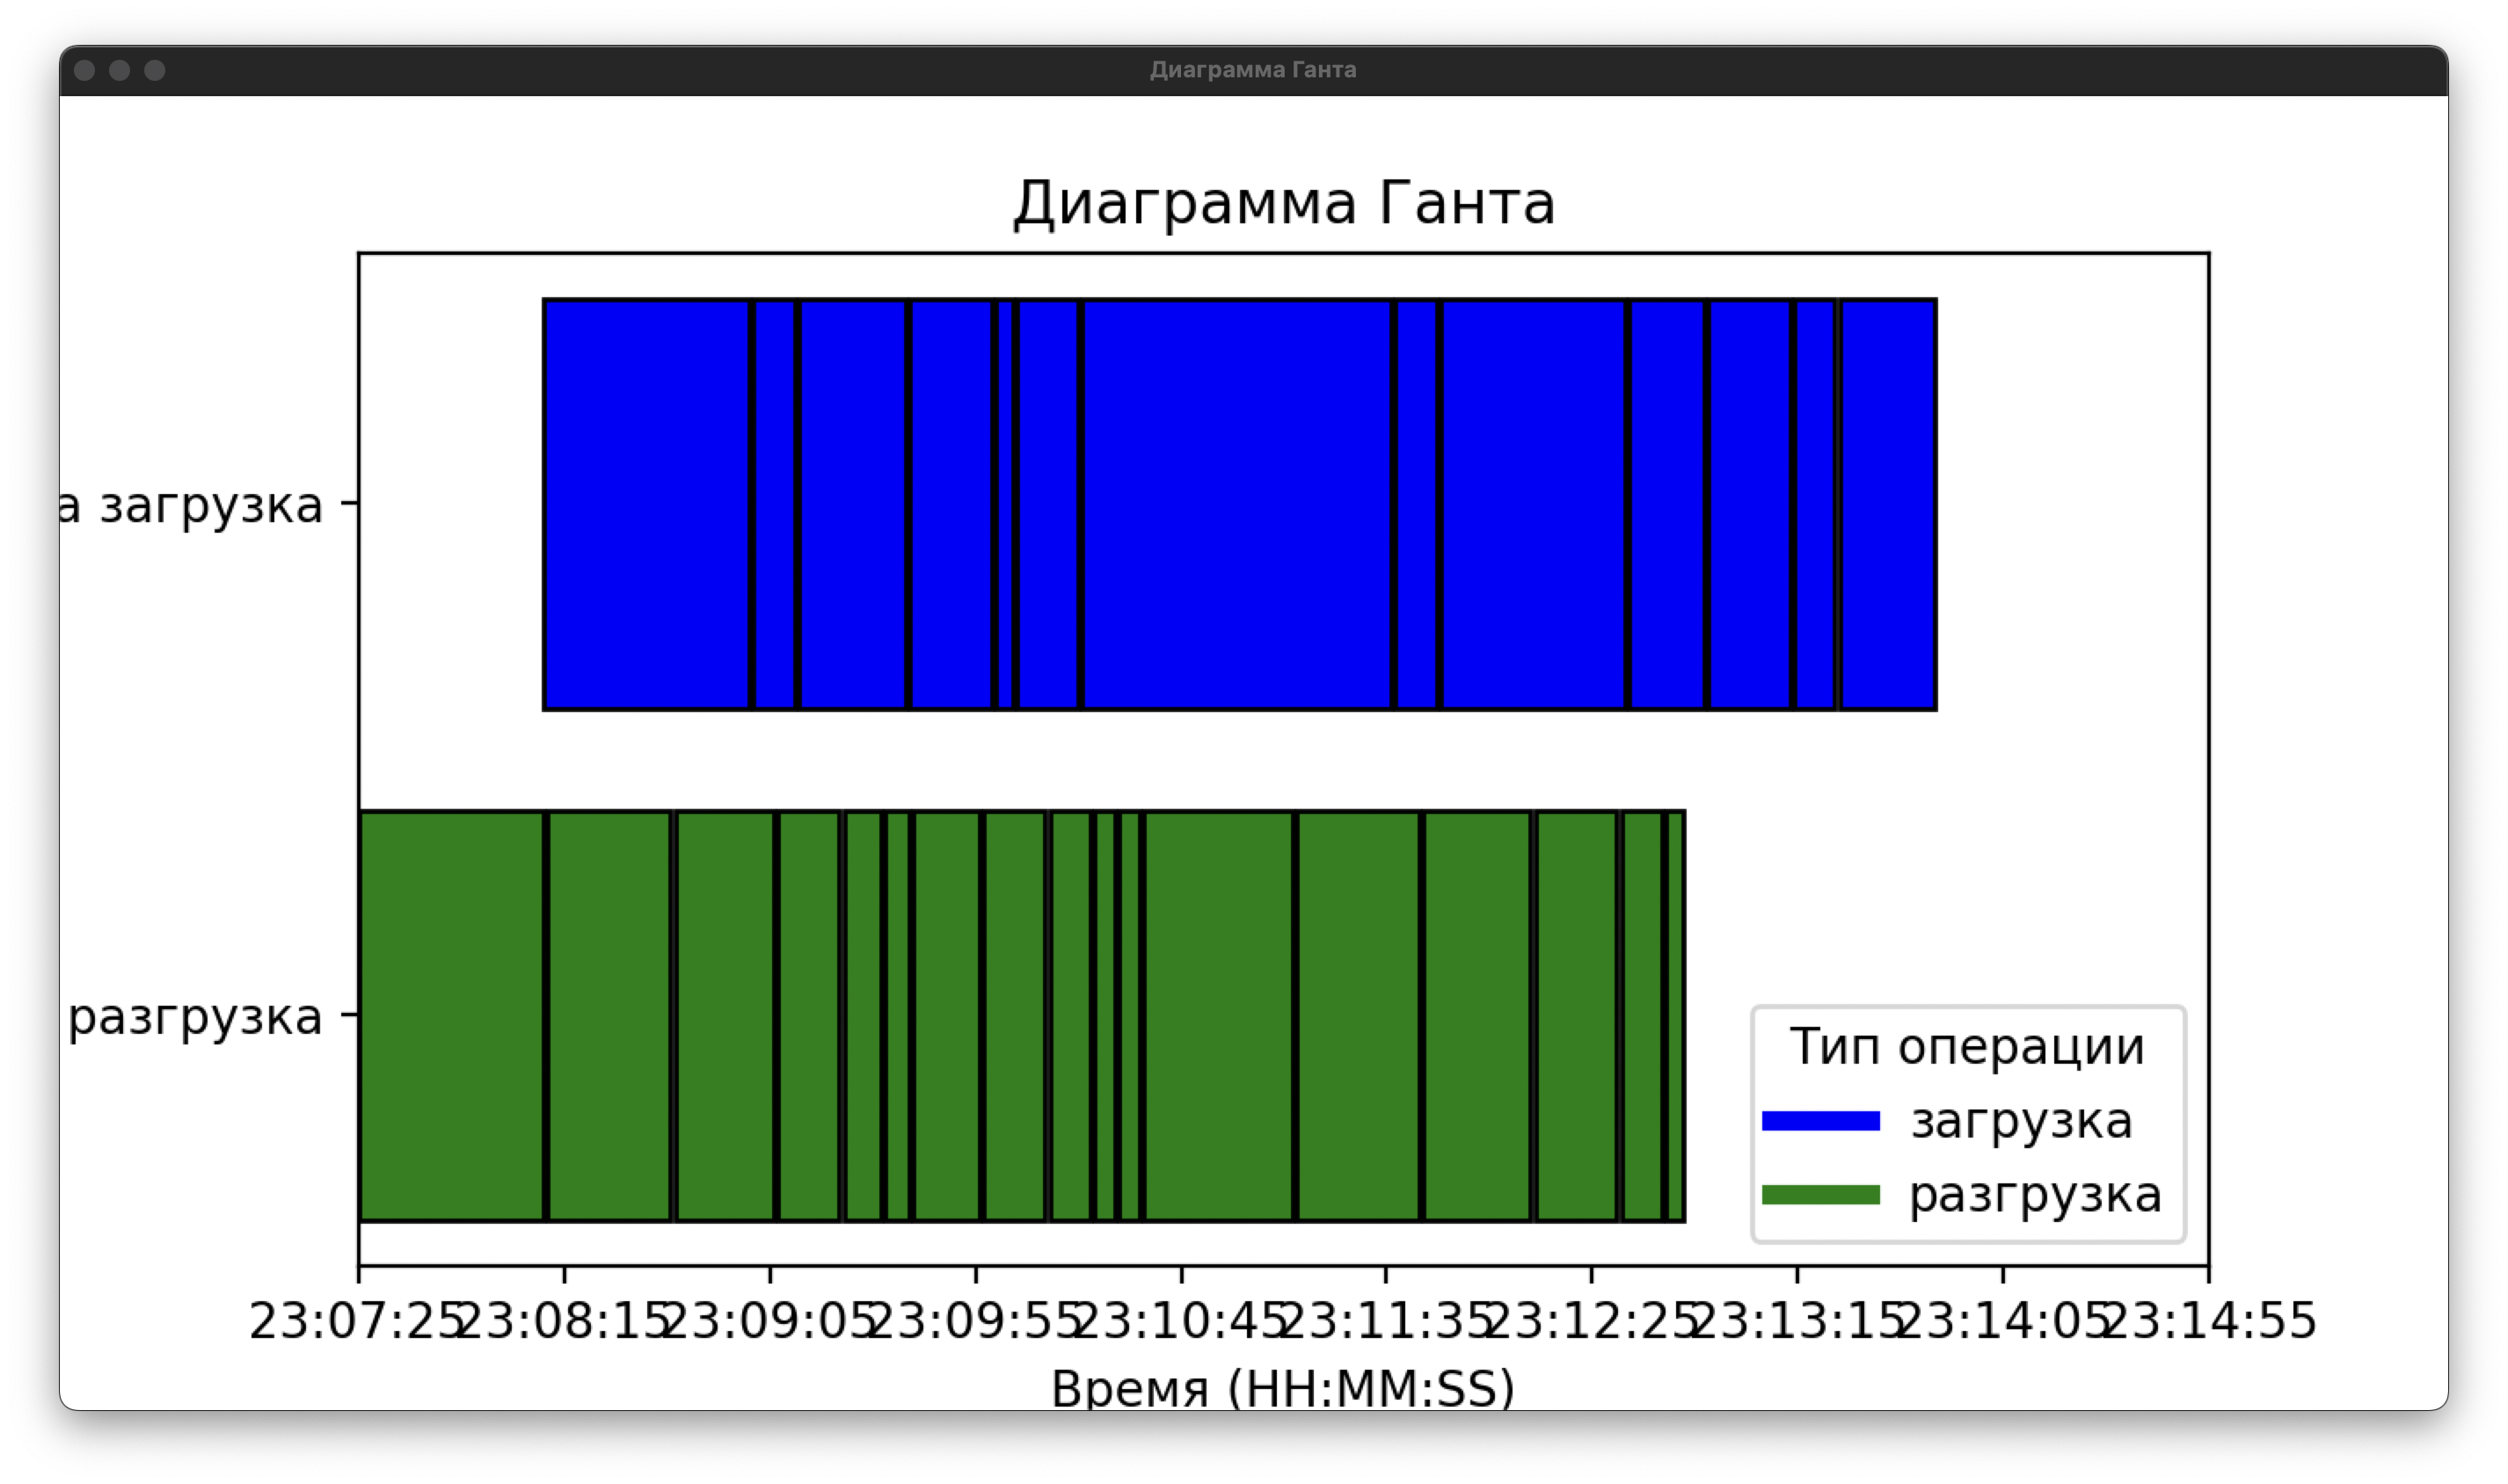 Диаграмма Ганта
Диаграмма Ганта
а загрузка
разгрузка
Тип операции
загрузка
разгрузка
23:07:25 23:08:15 23:09:05 23:09:55 23:10:45 23:11:35 23:12:25 23:13:15 23:14:05 23:14:55
Время (HH:MM:SS)